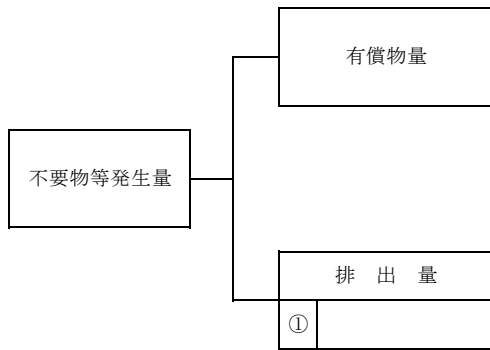 有償物量
不要物等発生量
排 出 量
①